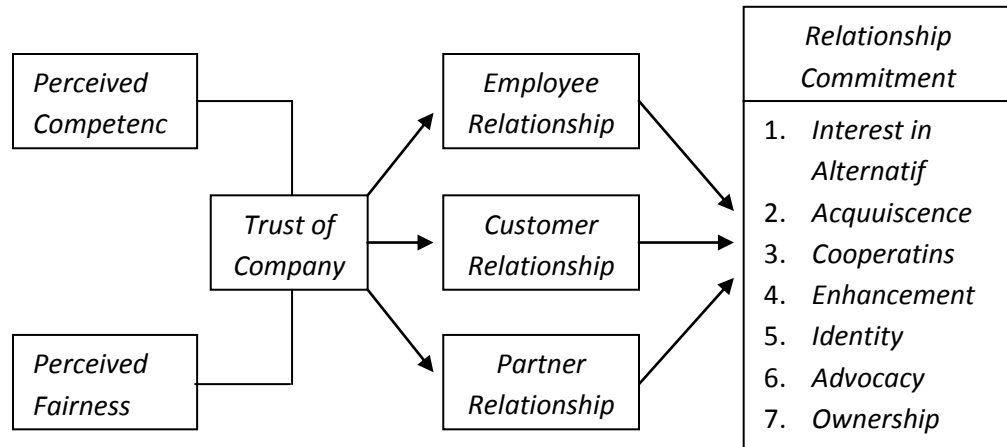 Perceived
Competenc
Perceived
Fairness
Trust of
Company
Employee
Relationship
Customer
Relationship
Partner
Relationship
Relationship
Commitment
1. Interest in
Alternatif
2. Acquuiscence
3. Cooperatins
4. Enhancement
5. Identity
6. Advocacy
7. Ownership